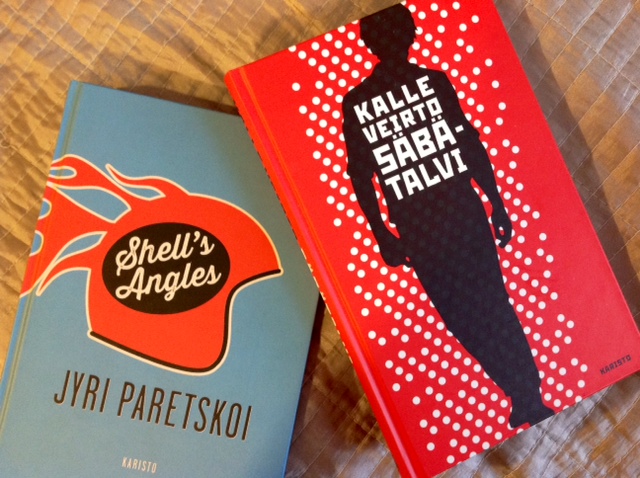 Shell's
Angles
JYRI PARETSKOI
KARISTO
KALLE
VEIRTO
SÄBÄ-
TALVI
KARISTO